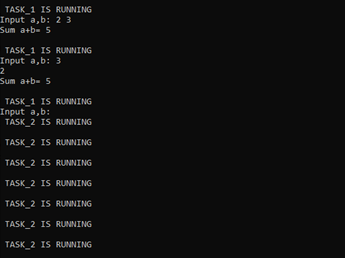 TASK_1 IS RUNNING
Input a,b: 2 3
Sum a+b= 5
TASK_1 IS RUNNING
Input a,b: 3
2
Sum a+b= 5
TASK_1 IS RUNNING
Input a,b:
TASK_2 IS RUNNING
TASK_2 IS RUNNING
TASK_2 IS RUNNING
TASK_2 IS RUNNING
TASK_2 IS RUNNING
TASK_2 IS RUNNING
TASK_2 IS RUNNING